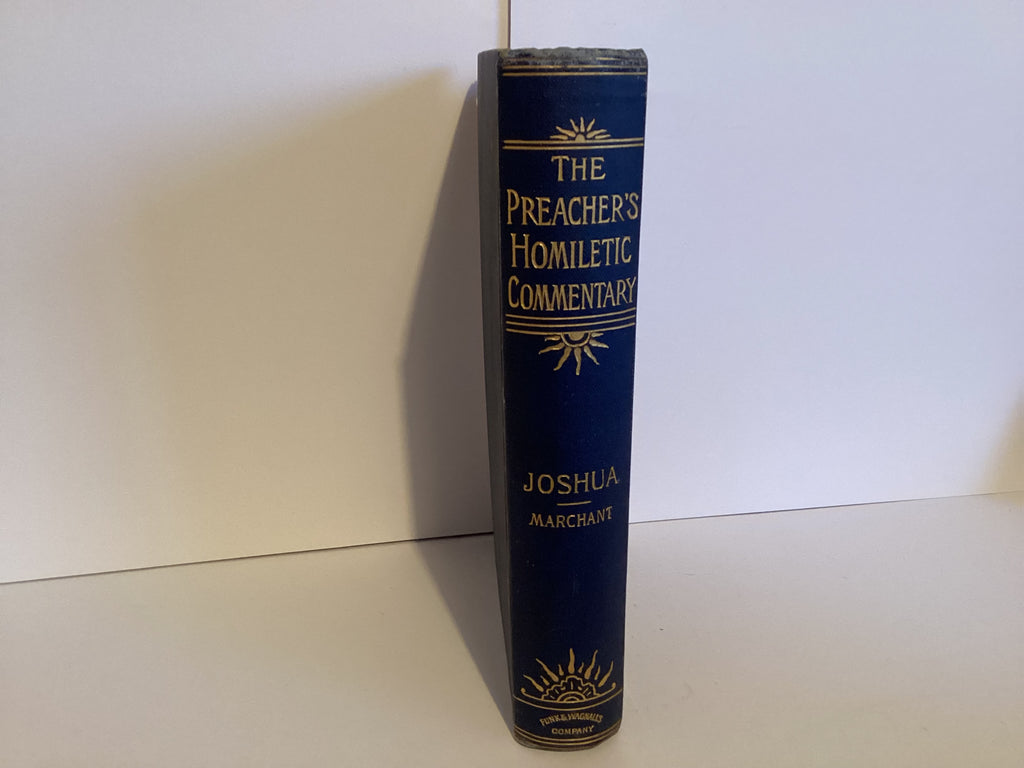 THE
PREACHER'S
HOMILETIC
COMMENTARY
JOSHUA
MARCHANT
FUNK & WAGNALLS
COMPANY